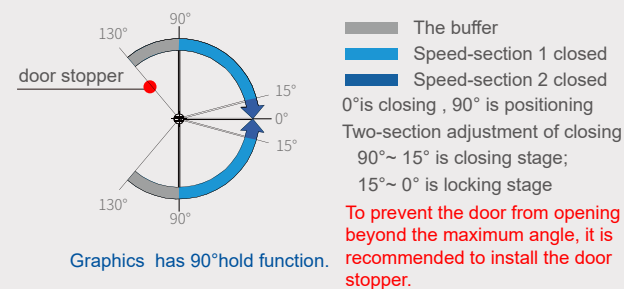 90°
130°
door stopper
15°
0°
15°
130°
90°
Graphics has 90°hold function.
The buffer
Speed-section 1 closed
Speed-section 2 closed
0°is closing , 90° is positioning
Two-section adjustment of closing
90°~ 15° is closing stage;
15°~ 0° is locking stage
To prevent the door from opening
beyond the maximum angle, it is
recommended to install the door
stopper.